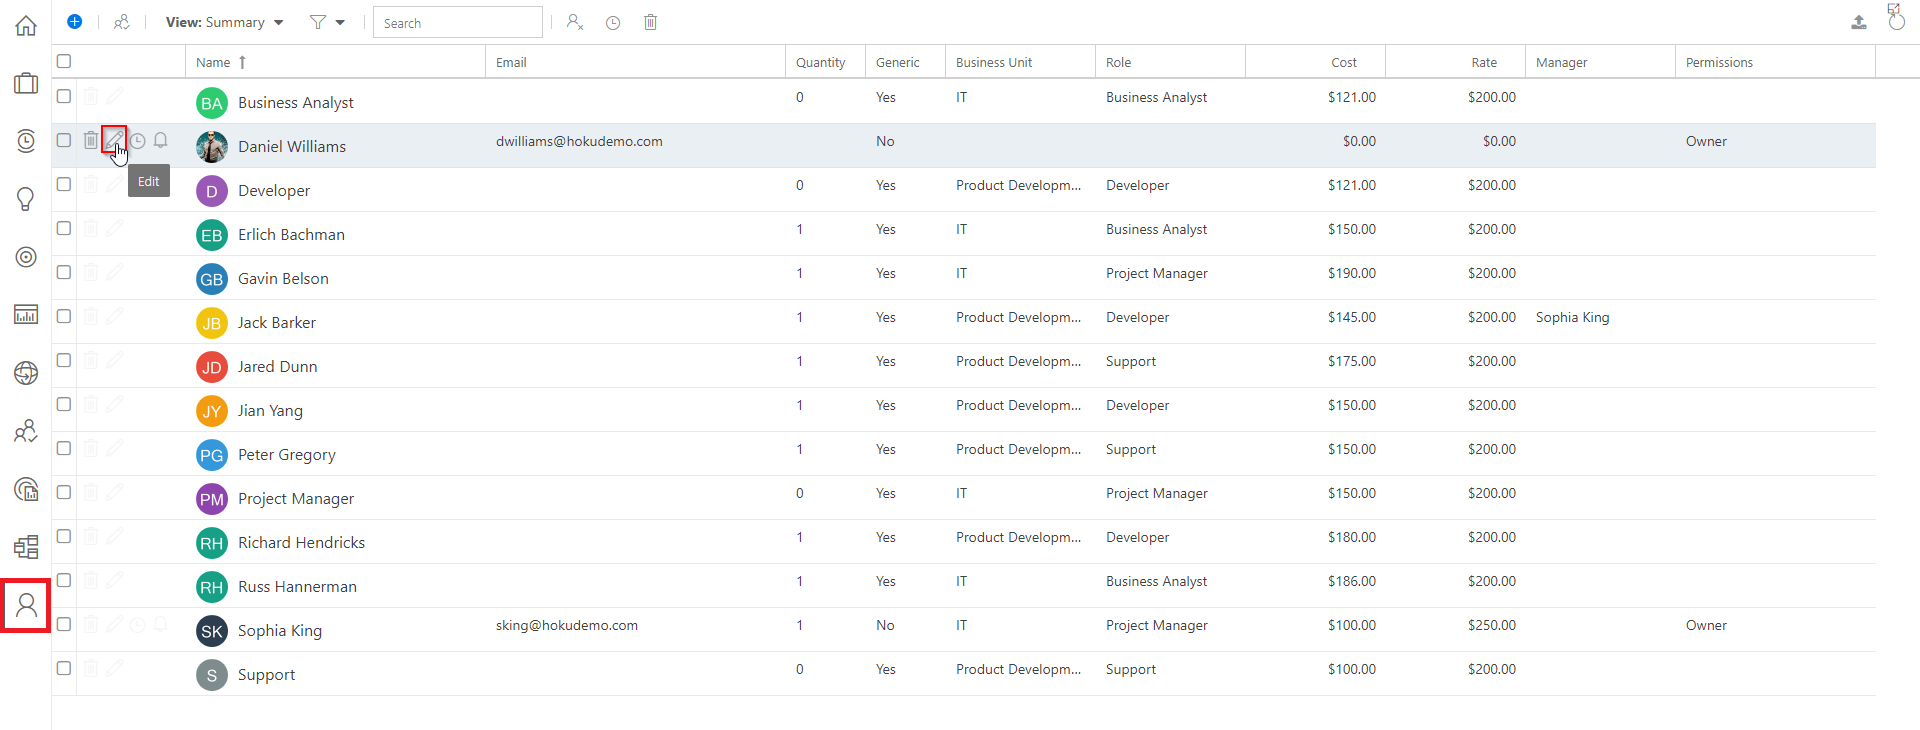 View: Summary Search
Name Email Quantity Generic Business Unit Role Cost Rate Manager Permissions
BA Business Analyst 0 Yes IT Business Analyst $121.00 $200.00
Daniel Williams dwilliams@hokudemo.com No $0.00 $0.00 Owner
Edit
D Developer 0 Yes Product Developm... Developer $121.00 $200.00
EB Erlich Bachman 1 Yes IT Business Analyst $150.00 $200.00
GB Gavin Belson 1 Yes IT Project Manager $190.00 $200.00
JB Jack Barker 1 Yes Product Developm... Developer $145.00 $200.00 Sophia King
JD Jared Dunn 1 Yes Product Developm... Support $175.00 $200.00
JY Jian Yang 1 Yes Product Developm... Developer $150.00 $200.00
PG Peter Gregory 1 Yes Product Developm... Support $150.00 $200.00
PM Project Manager 0 Yes IT Project Manager $150.00 $200.00
RH Richard Hendricks 1 Yes Product Developm... Developer $180.00 $200.00
RH Russ Hannerman 1 Yes IT Business Analyst $186.00 $200.00
SK Sophia King sking@hokudemo.com 1 No IT Project Manager $100.00 $250.00 Owner
S Support 0 Yes Product Developm... Support $100.00 $200.00